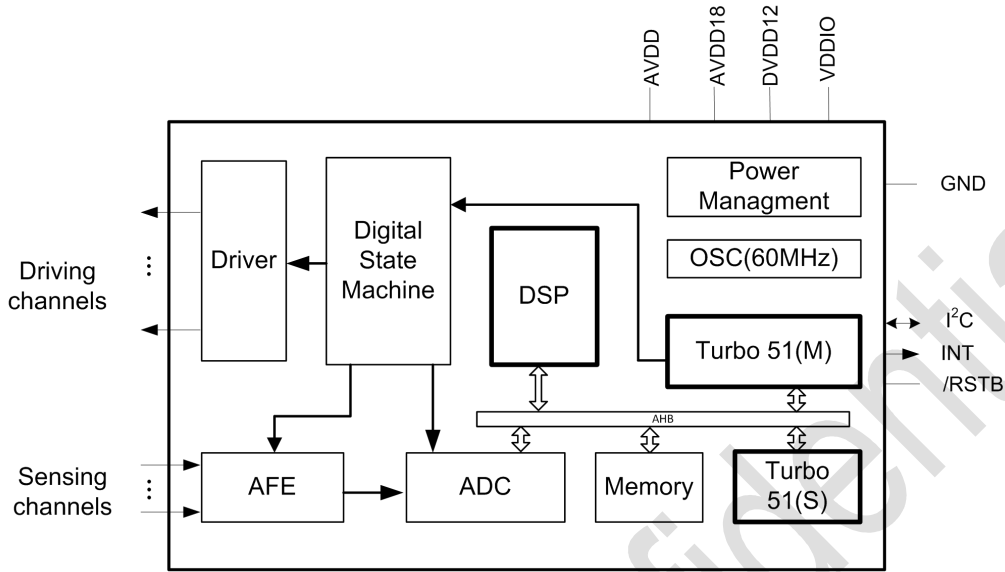 AVDD
AVDD18
DVDD12
VDDIO
Power
Managment
GND
Digital
State
Machine
Driver
OSC(60MHz)
DSP
Driving
channels
⋮
Turbo 51(M)
I²C
INT
/RSTB
AHB
Sensing
channels
⋮
AFE
ADC
Memory
Turbo
51(S)